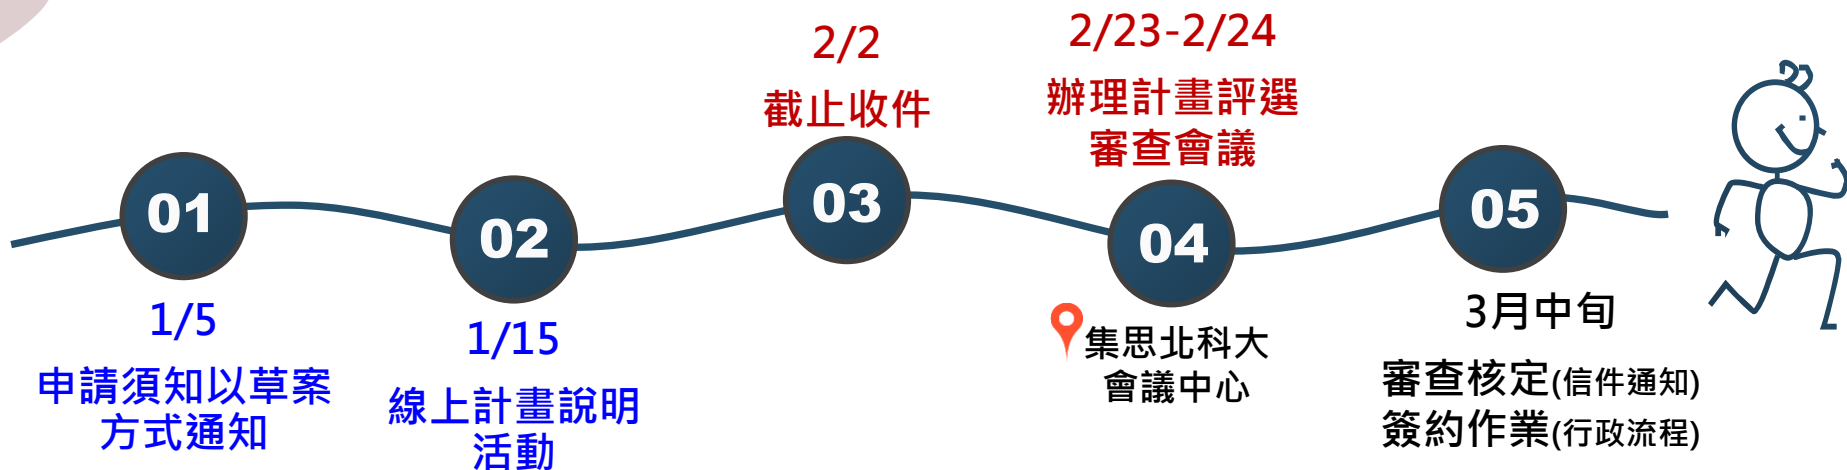 01
1/5
申請須知以草案
方式通知
02
1/15
線上計畫說明
活動
2/2
截止收件
03
2/23-2/24
辦理計畫評選
審查會議
04
集思北科大
會議中心
05
3月中旬
審查核定(信件通知)
簽約作業(行政流程)